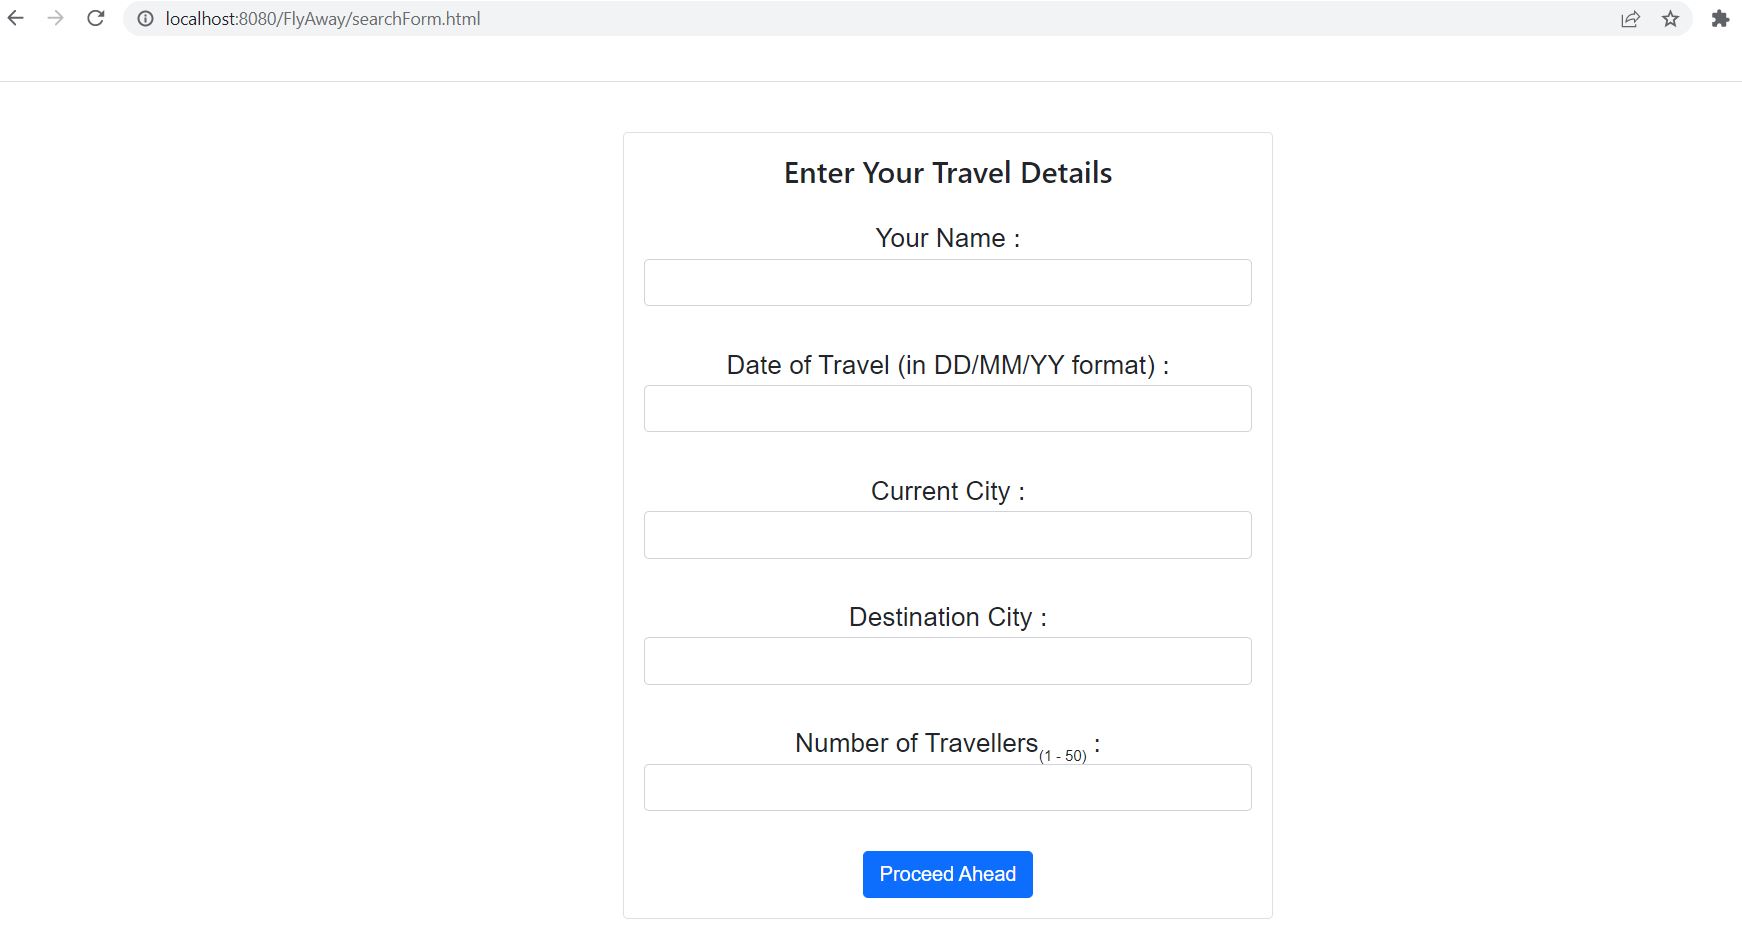 localhost:8080/FlyAway/searchForm.html
Enter Your Travel Details
Your Name :
Date of Travel (in DD/MM/YY format) :
Current City :
Destination City :
Number of Travellers(1 - 50) :
Proceed Ahead